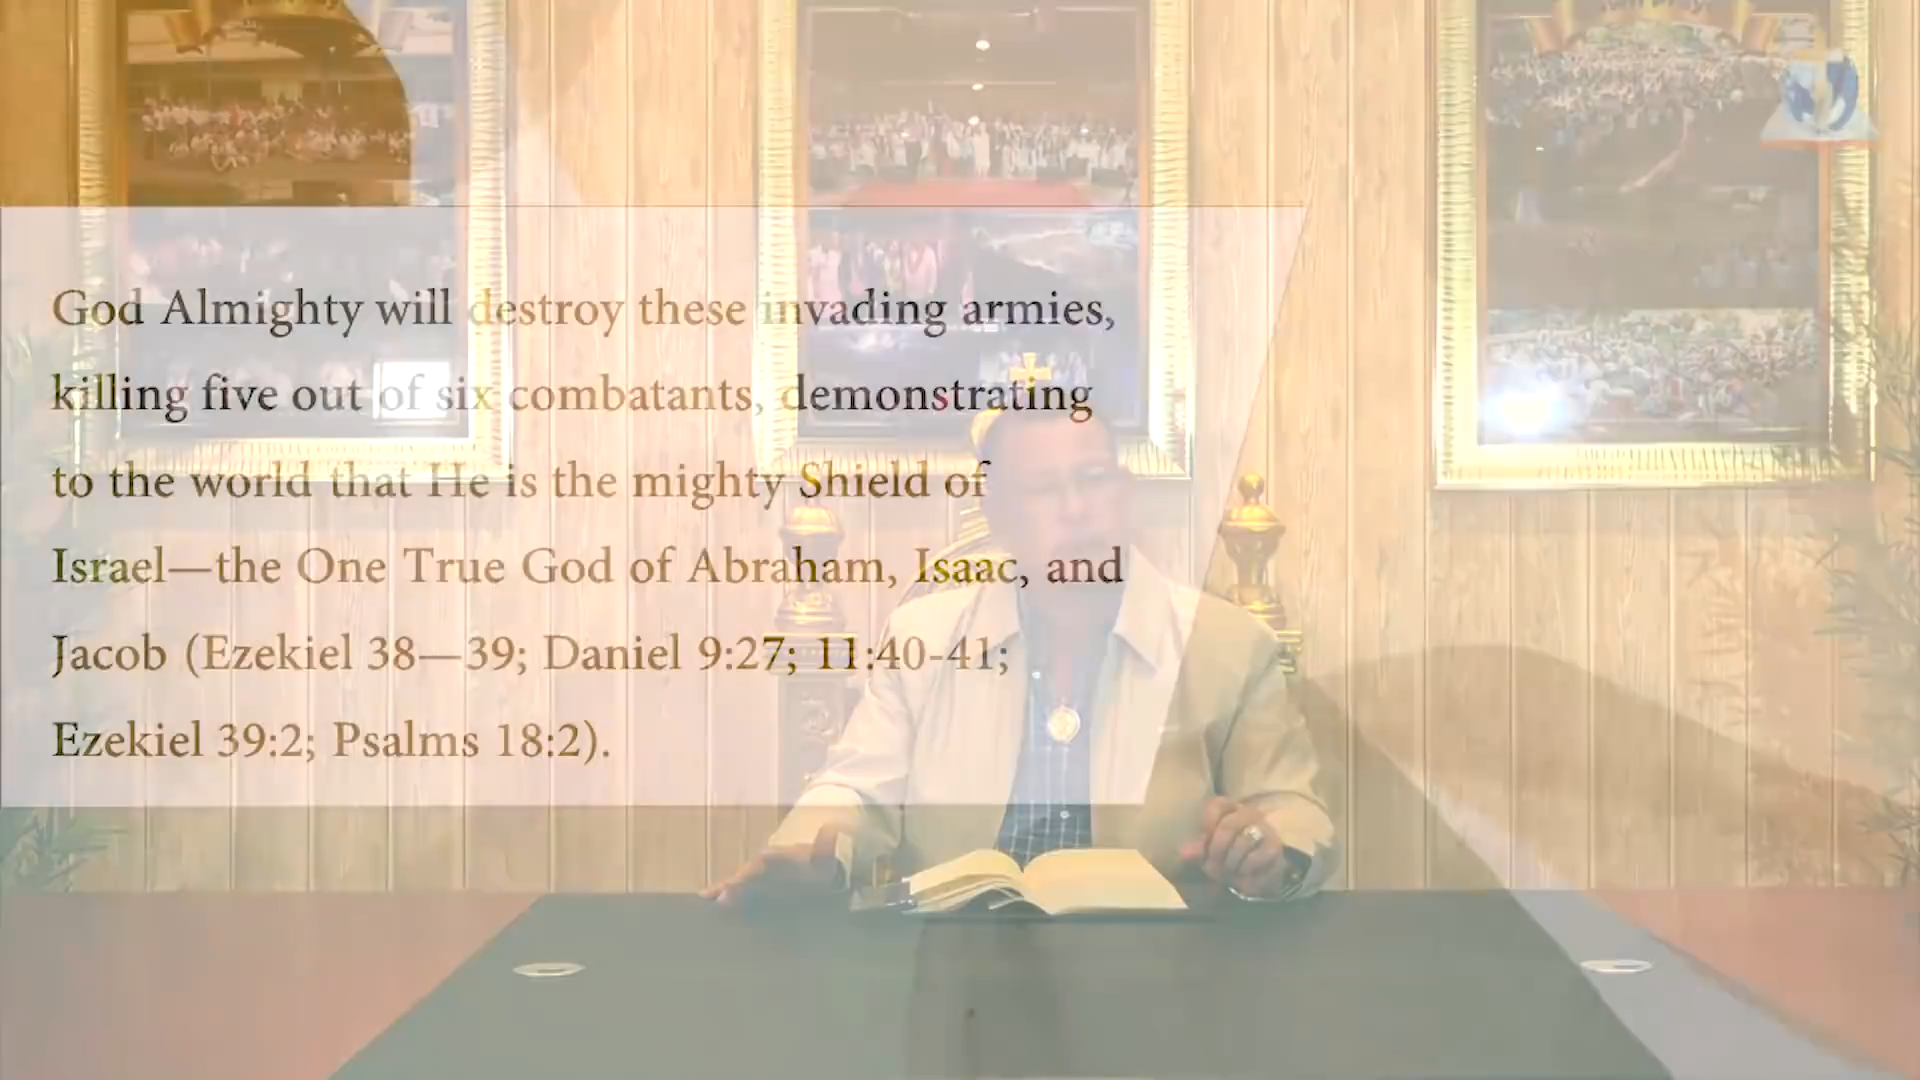 God Almighty will destroy these invading armies,
killing five out of six combatants, demonstrating
to the world that He is the mighty Shield of
Israel—the One True God of Abraham, Isaac, and
Jacob (Ezekiel 38—39; Daniel 9:27; 11:40-41;
Ezekiel 39:2; Psalms 18:2).